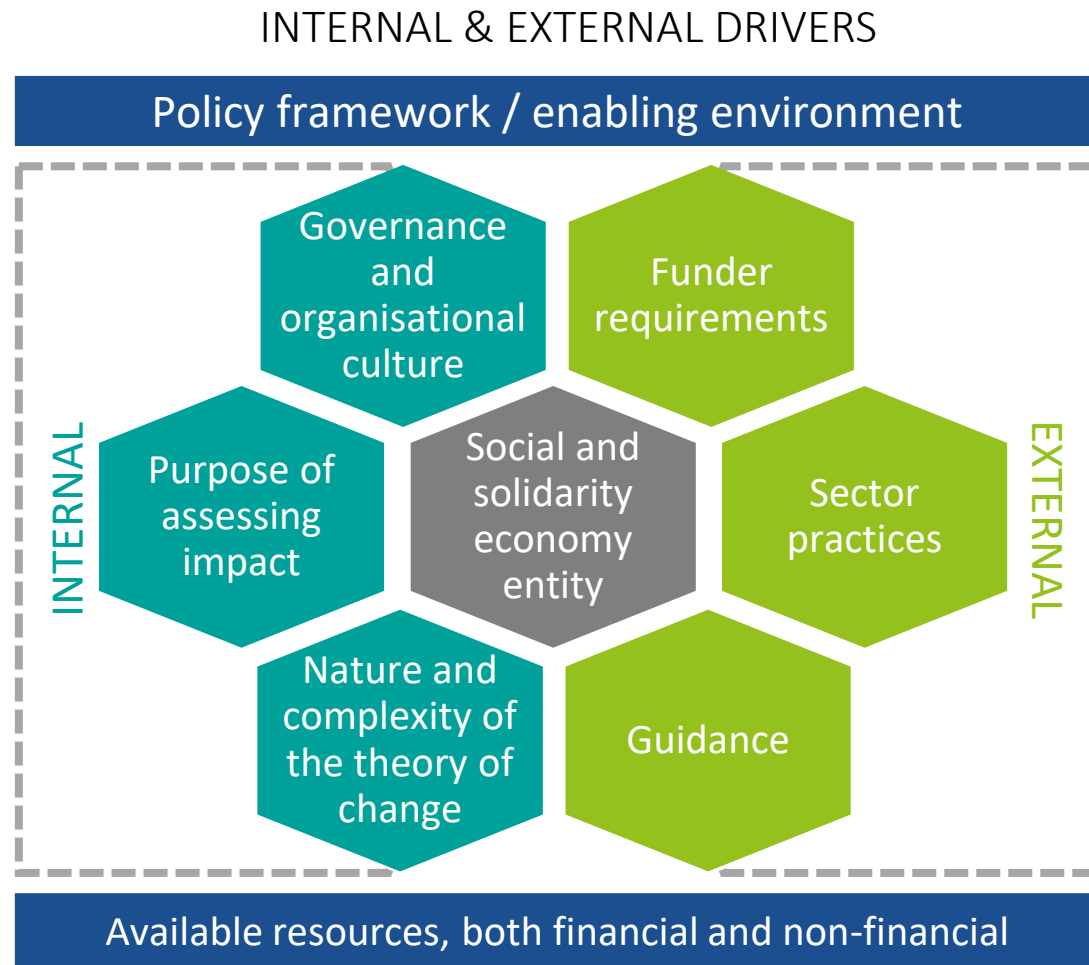 INTERNAL & EXTERNAL DRIVERS
Policy framework / enabling environment
Governance
and
organisational
culture
Funder
requirements
INTERNAL
Purpose of
assessing
impact
Social and
solidarity
economy
entity
Sector
practices
EXTERNAL
Nature and
complexity of
the theory of
change
Guidance
Available resources, both financial and non-financial